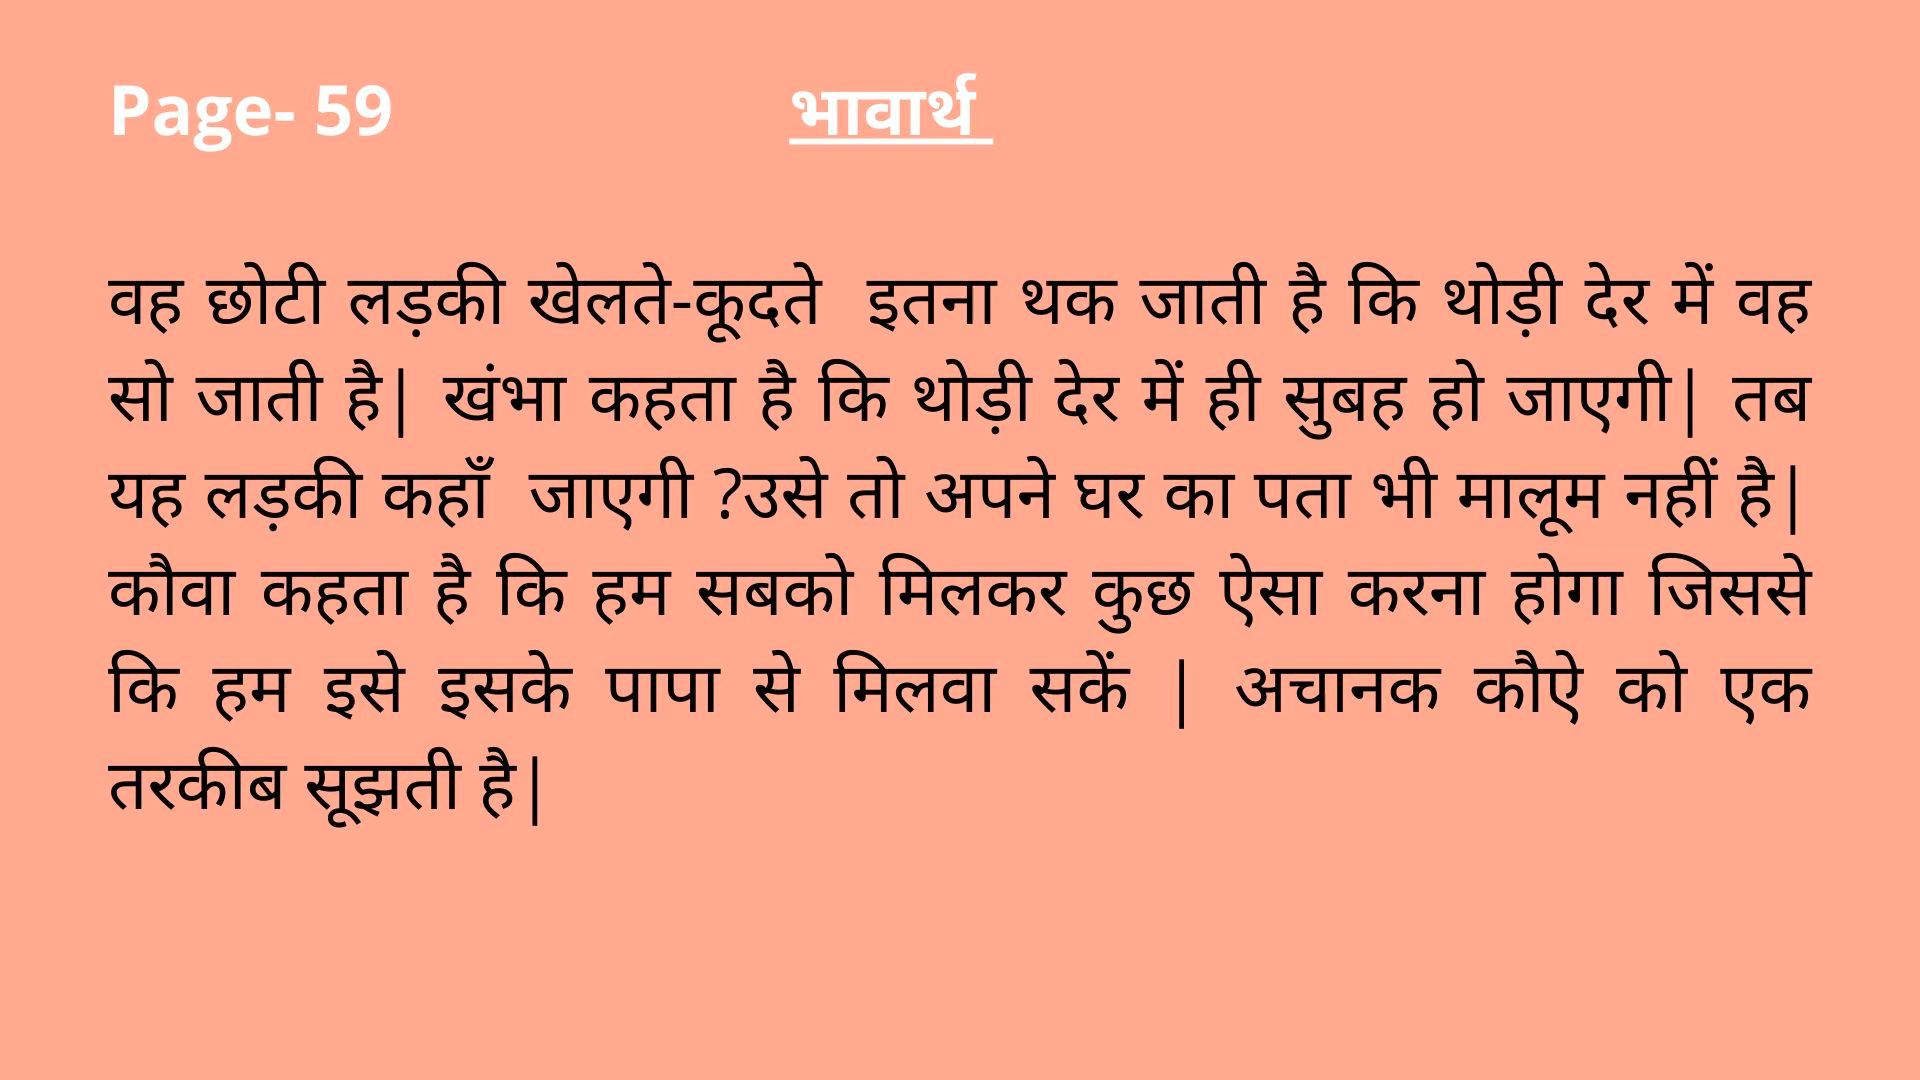 Page- 59 भावार्थ
वह छोटी लड़की खेलते-कूदते इतना थक जाती है कि थोड़ी देर में वह
सो जाती है| खंभा कहता है कि थोड़ी देर में ही सुबह हो जाएगी| तब
यह लड़की कहाँ जाएगी ?उसे तो अपने घर का पता भी मालूम नहीं है|
कौवा कहता है कि हम सबको मिलकर कुछ ऐसा करना होगा जिससे
कि हम इसे इसके पापा से मिलवा सकें | अचानक कौऐ को एक
तरकीब सूझती है|